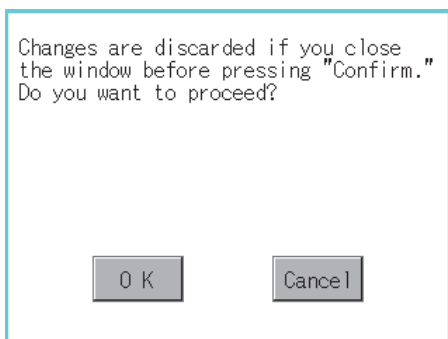 Changes are discarded if you close
the window before pressing "Confirm."
Do you want to proceed?
O K
Cancel